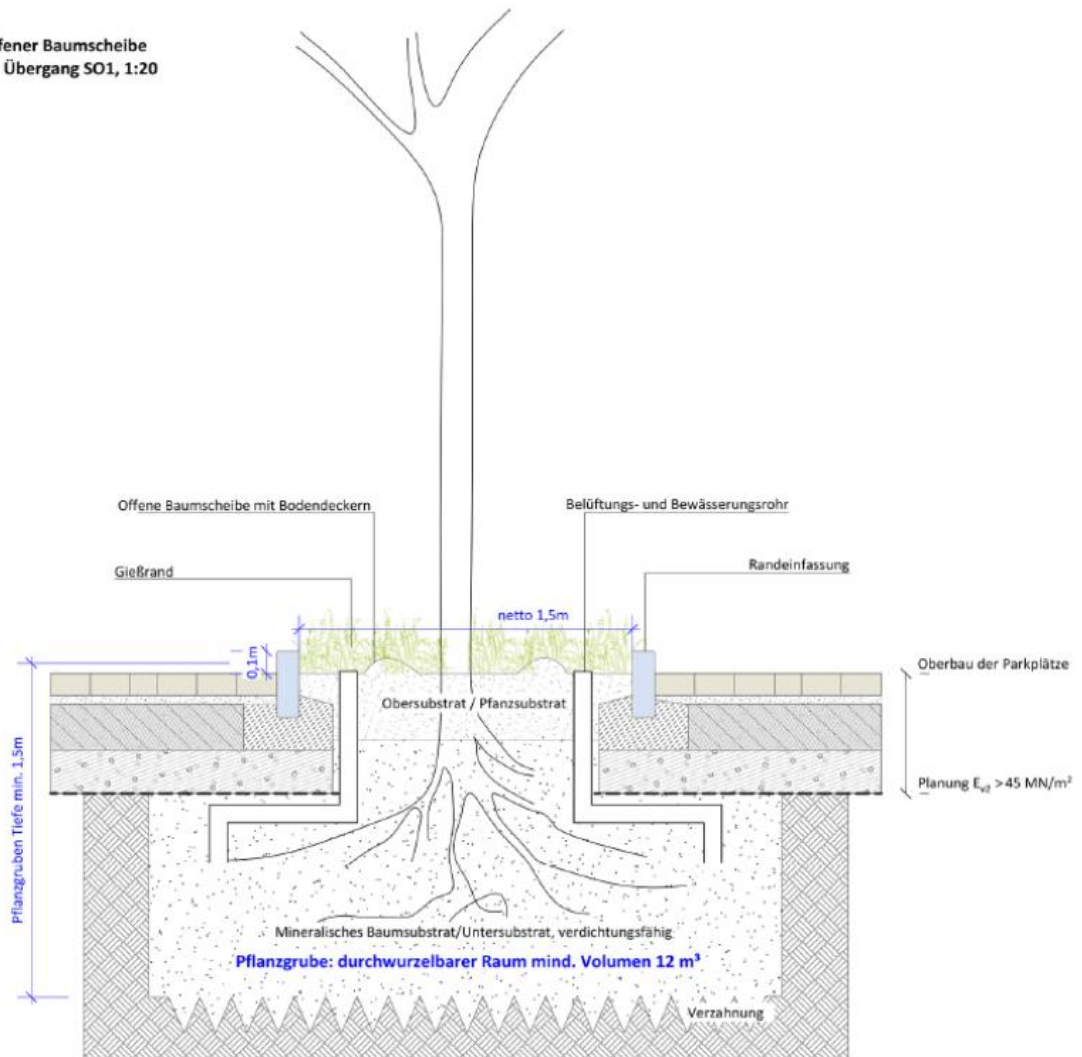 Baumscheibe
Übergang SO1, 1:20
Offene Baumscheibe mit Bodendeckern
Belüftungs- und Bewässerungsrohr
Gießrand
Randeinfassung
netto 1,5m
0,1m
Oberbau der Parkplätze
Obersubstrat / Pfanzsubstrat
Pflanzgruben Tiefe min. 1,5m
Planung Ev2 > 45 MN/m²
Mineralisches Baumsubstrat/Untersubstrat, verdichtungsfähig
Pflanzgrube: durchwurzelbarer Raum mind. Volumen 12 m³
Verzahnung